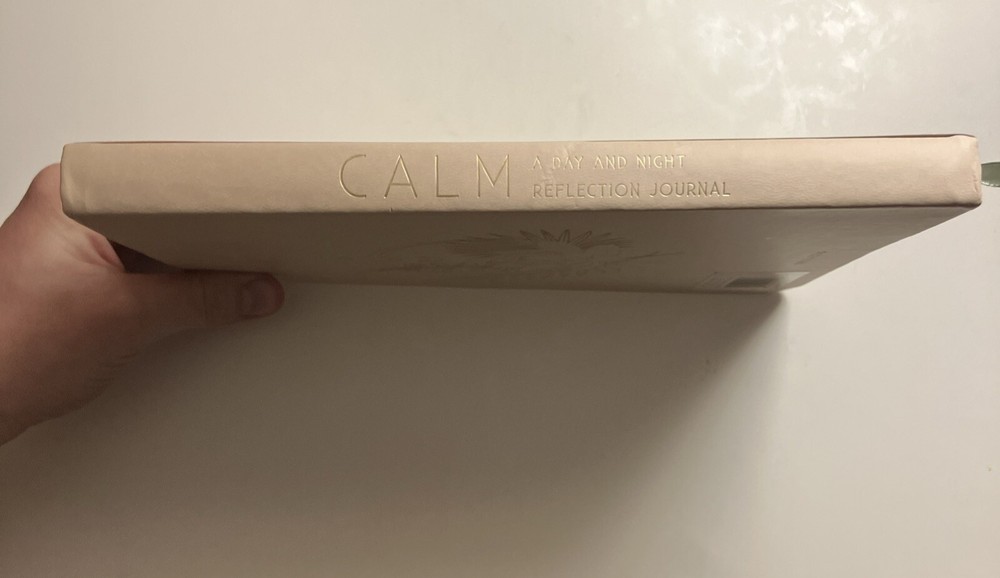 CALM
A DAY AND NIGHT
REFLECTION JOURNAL